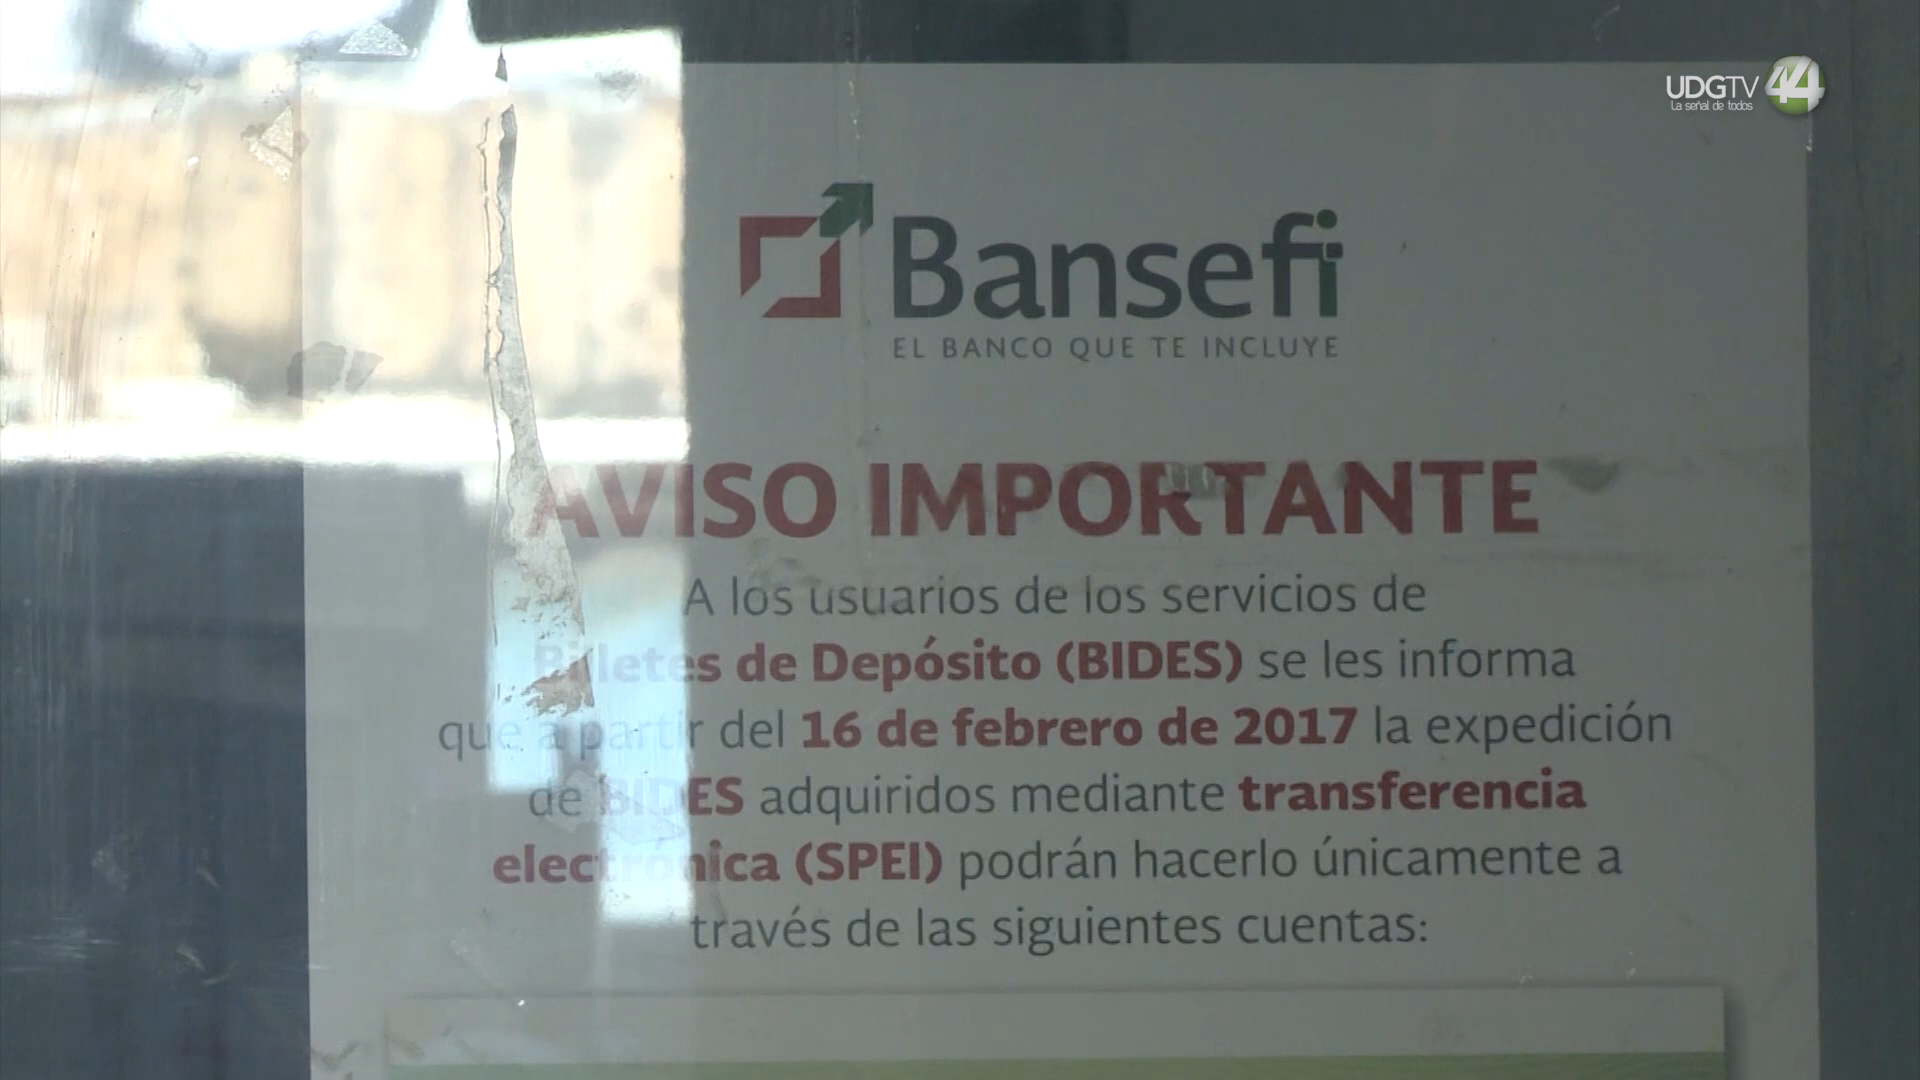 UDGTV 44
La señal de todos
Bansefi
EL BANCO QUE TE INCLUYE
AVISO IMPORTANTE
A los usuarios de los servicios de
Billetes de Depósito (BIDES) se les informa
que a partir del 16 de febrero de 2017 la expedición
de BIDES adquiridos mediante transferencia
electrónica (SPEI) podrán hacerlo únicamente a
través de las siguientes cuentas: